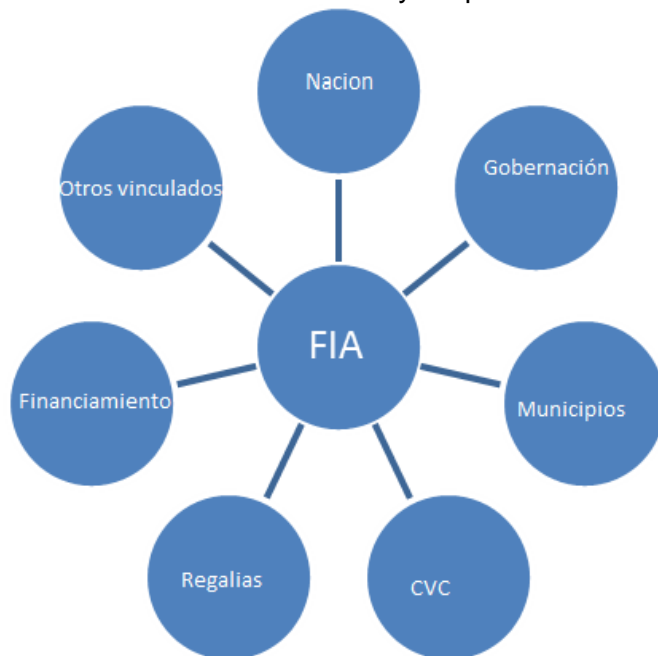 Nacion
Gobernación
Otros vinculados
FIA
Financiamiento
Municipios
Regalias
CVC